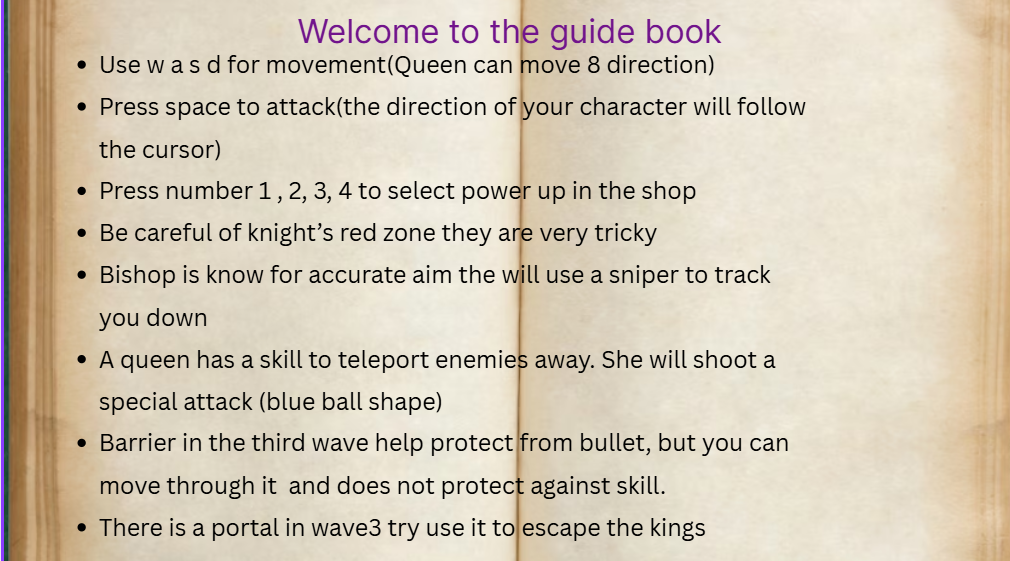 Welcome to the guide book
• Use w a s d for movement(Queen can move 8 direction)
• Press space to attack(the direction of your character will follow
the cursor)
• Press number 1 , 2, 3, 4 to select power up in the shop
• Be careful of knight’s red zone they are very tricky
• Bishop is know for accurate aim the will use a sniper to track
you down
• A queen has a skill to teleport enemies away. She will shoot a
special attack (blue ball shape)
• Barrier in the third wave help protect from bullet, but you can
move through it  and does not protect against skill.
• There is a portal in wave3 try use it to escape the kings